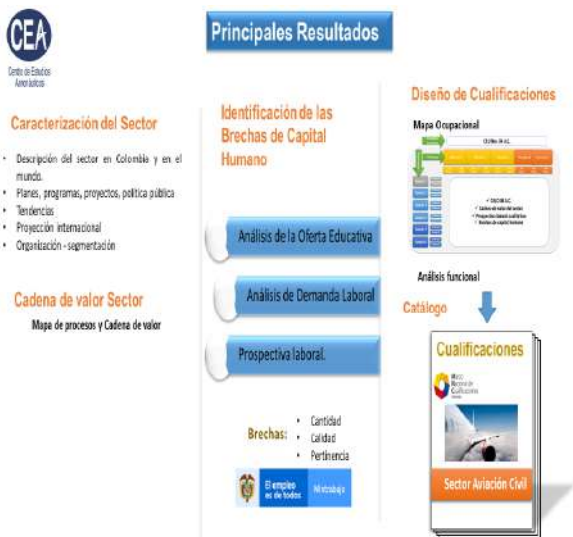 CEA
Centro de Estudios
Aeronáuticos
Principales Resultados
Caracterización del Sector
• Descripción del sector en Colombia y en el
mundo.
• Planes, programas, proyectos, política pública
• Tendencias
• Proyección internacional
• Organización - segmentación
Cadena de valor Sector
Mapa de procesos y Cadena de valor
Identificación de las
Brechas de Capital
Humano
Análisis de la Oferta Educativa
Análisis de Demanda Laboral
Prospectiva laboral.
Brechas:
• Cantidad
• Calidad
• Pertinencia
El empleo
es de todos
Mintrabajo
Diseño de Cualificaciones
Mapa Ocupacional
Análisis funcional
Catálogo
Cualificaciones
Marco
Nacional de
Cualificaciones
Sector Aviación Civil